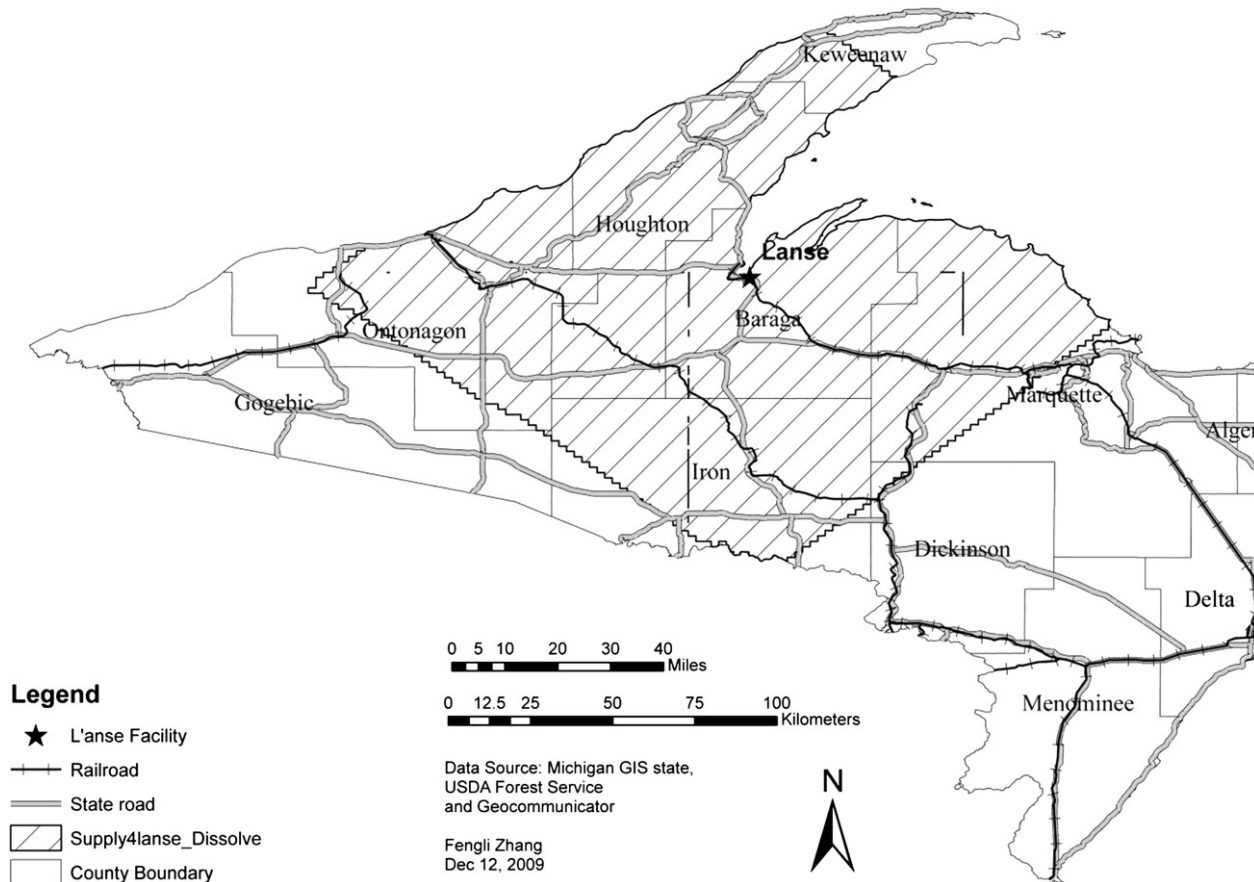 Keweenaw
Houghton
Lanse
Baraga
Ontonagon
Gogebic
Marquette
Alger
Iron
Dickinson
Delta
Menominee
0 5 10 20 30 40
Miles
0 12.5 25 50 75 100
Kilometers
Legend
L'anse Facility
Railroad
State road
Supply4lanse_Dissolve
County Boundary
Data Source: Michigan GIS state,
USDA Forest Service
and Geocommunicator
Fengli Zhang
Dec 12, 2009
N